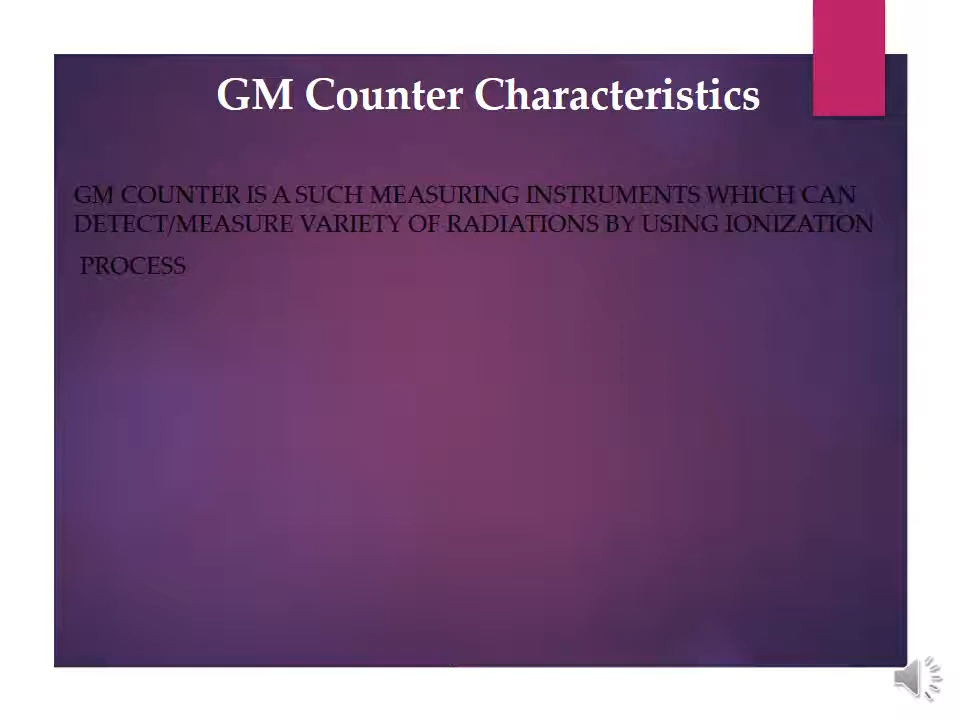 GM Counter Characteristics
GM COUNTER IS A SUCH MEASURING INSTRUMENTS WHICH CAN
DETECT/MEASURE VARIETY OF RADIATIONS BY USING IONIZATION
PROCESS